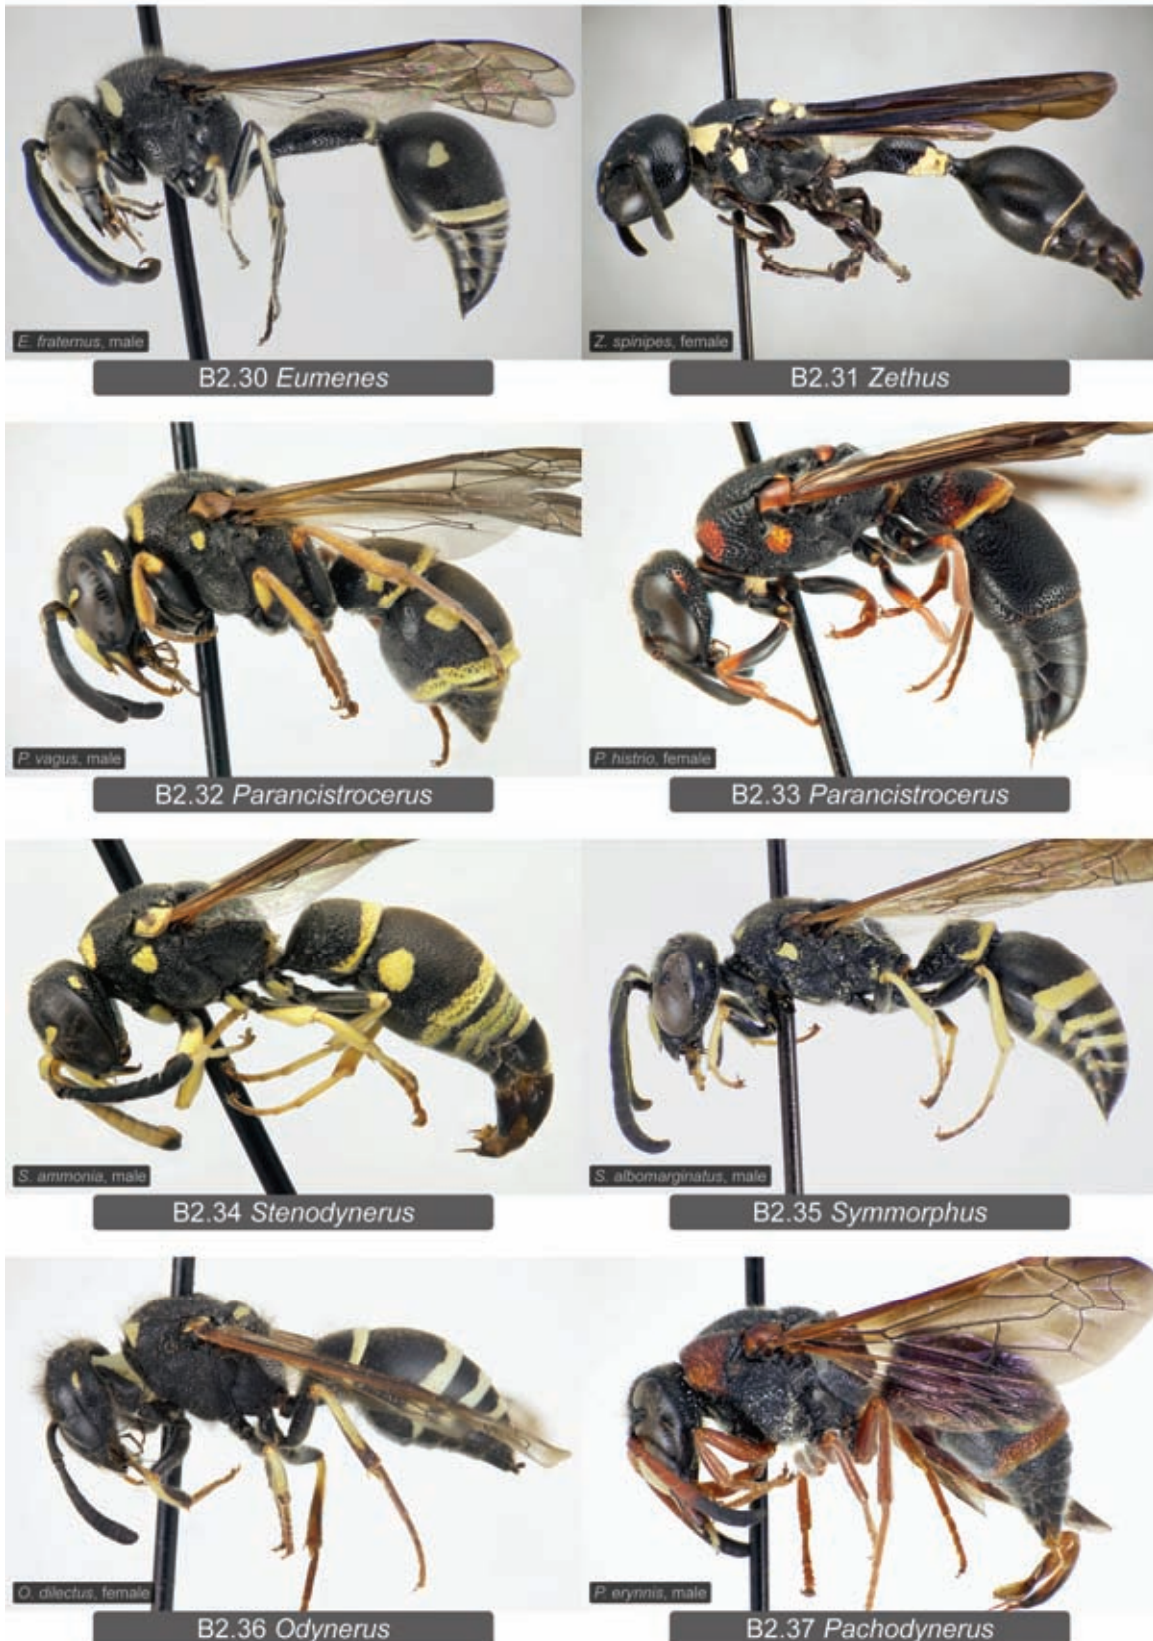 E. fraternus, male
Z. spinipes, female
B2.30 Eumenes
B2.31 Zethus
P. vagus, male
P. histrio, female
B2.32 Parancistrocerus
B2.33 Parancistrocerus
S. ammonia, male
S. albomarginatus, male
B2.34 Stenodynerus
B2.35 Symmorphus
O. dilectus, female
P. erynnis, male
B2.36 Odynerus
B2.37 Pachodynerus